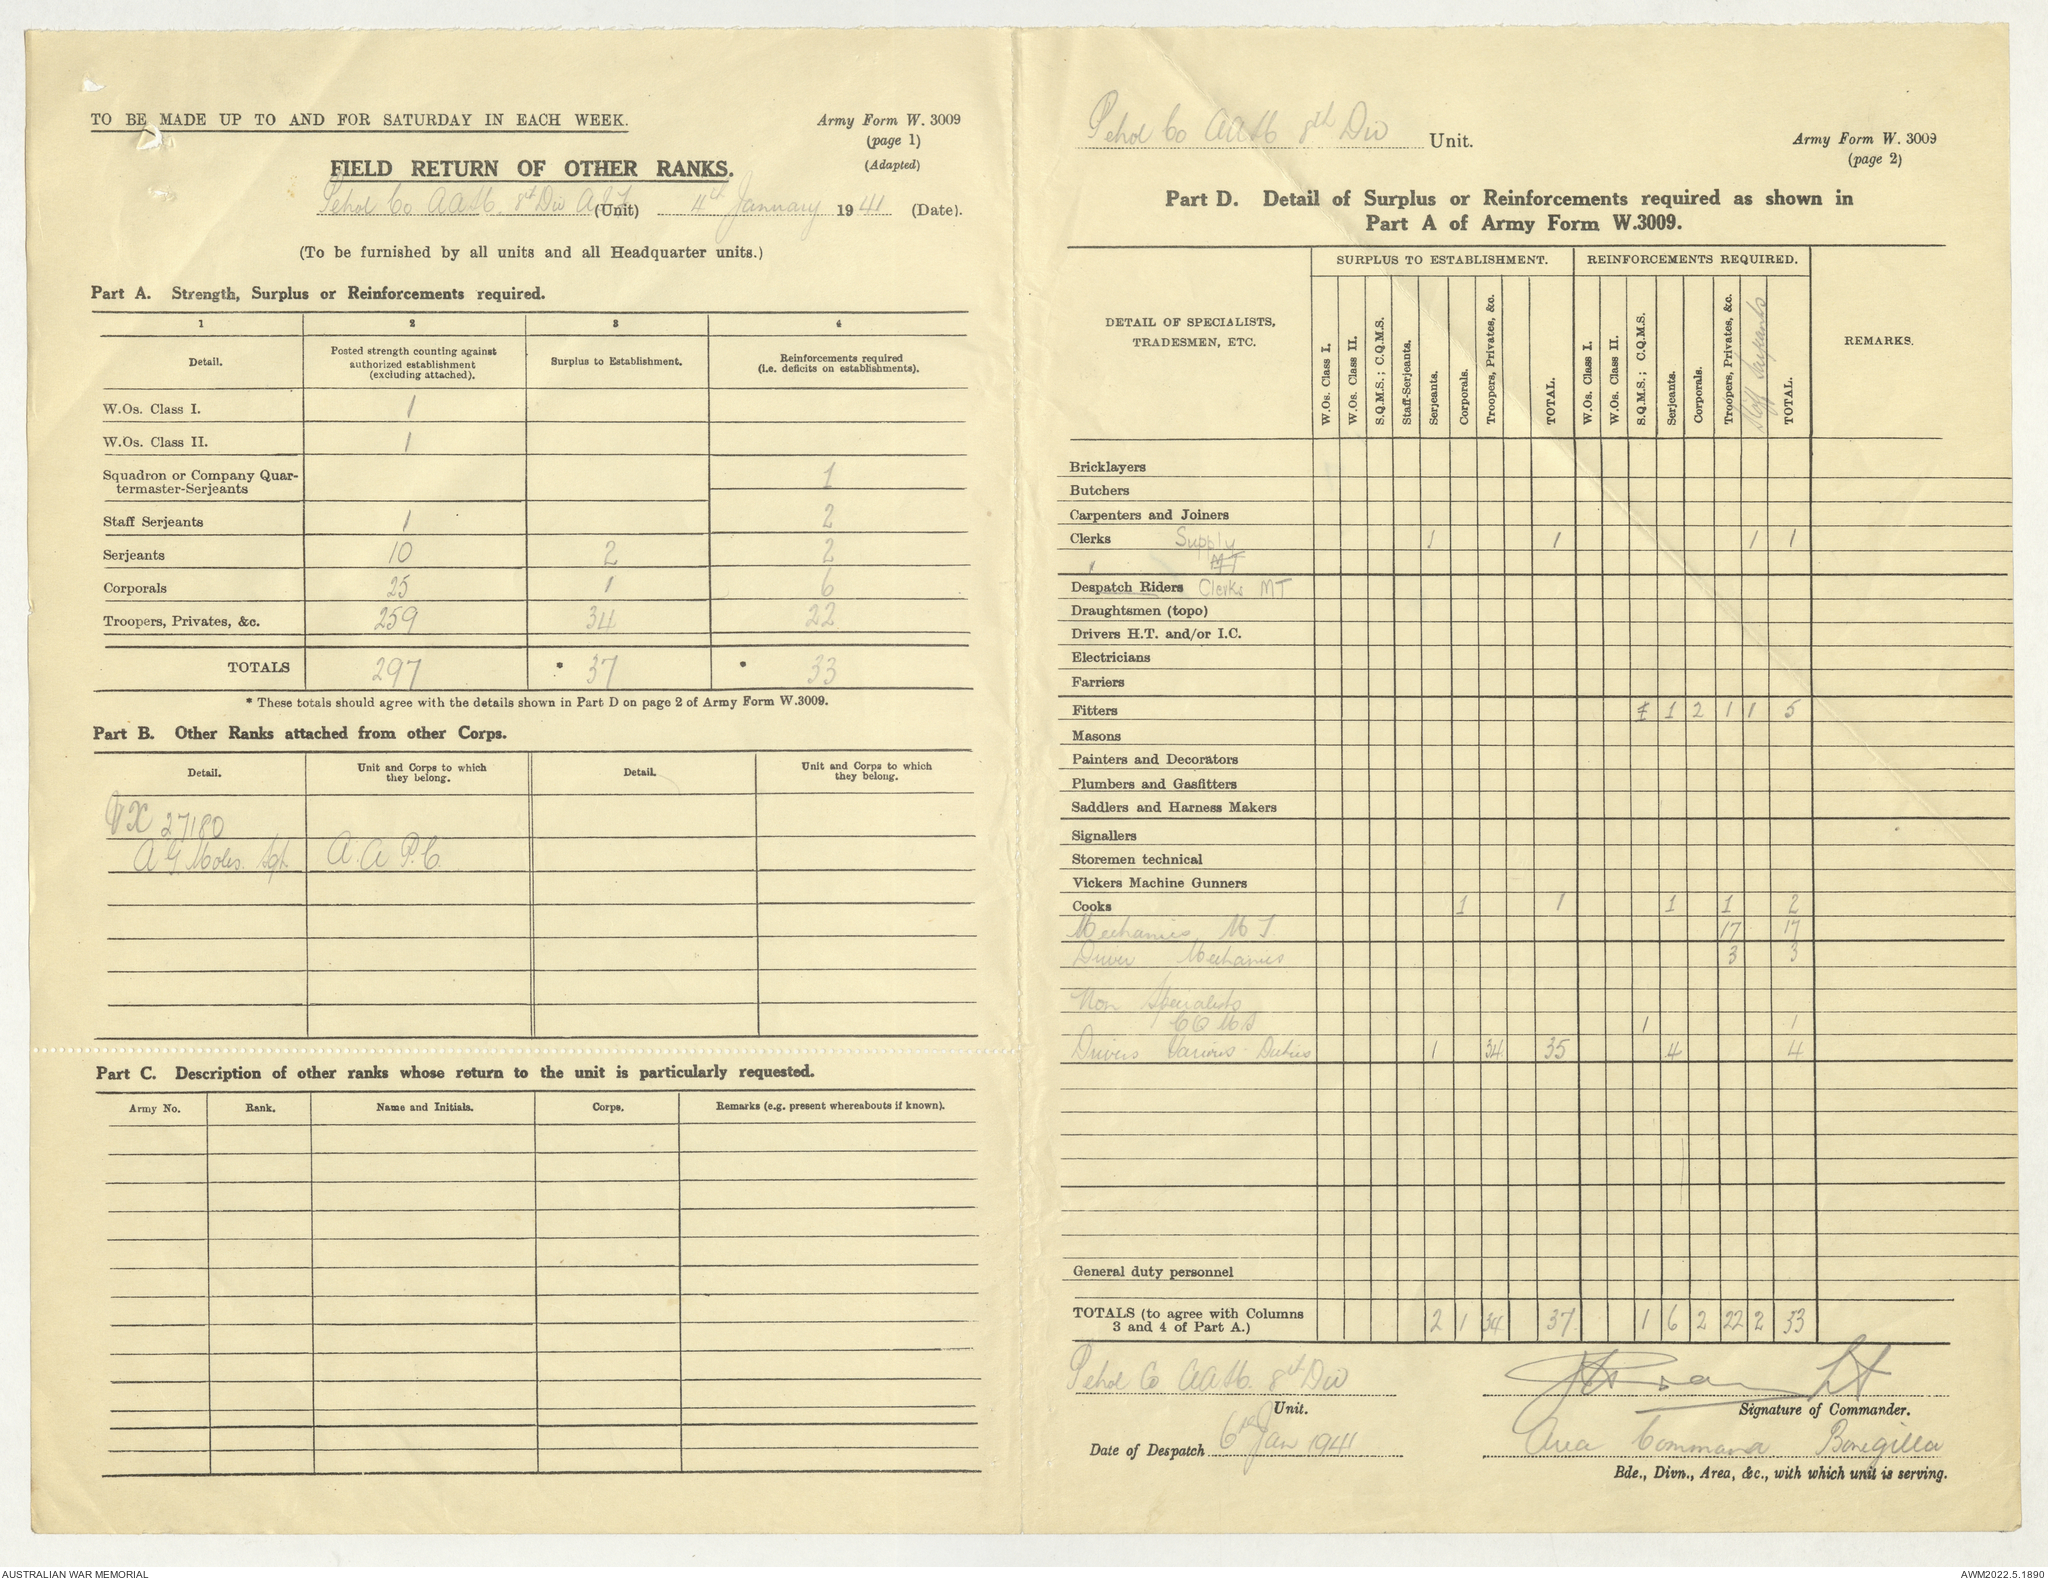 TO BE MADE UP TO AND FOR SATURDAY IN EACH WEEK.
Army Form W. 3009
(page 1)
(Adapted)
FIELD RETURN OF OTHER RANKS.
Petrol Co AASC 8th Div AIF (Unit) 4th January 1941 (Date).
(To be furnished by all units and all Headquarter units.)
Part A. Strength, Surplus or Reinforcements required.
1 2 3 4
Detail. Posted strength counting against authorized establishment (excluding attached). Surplus to Establishment. Reinforcements required (i.e. deficits on establishments).
W.Os. Class I. 1
W.Os. Class II. 1
Squadron or Company Quar-
termaster-Serjeants 1
Staff Serjeants 1 2
Serjeants 10 2 2
Corporals 25 1 6
Troopers, Privates, &c. 259 34 22
TOTALS 297 * 37 * 33
* These totals should agree with the details shown in Part D on page 2 of Army Form W.3009.
Part B. Other Ranks attached from other Corps.
Detail. Unit and Corps to which they belong. Detail. Unit and Corps to which they belong.
VX 27180
A G Sgt. A.A.P.C.
Part C. Description of other ranks whose return to the unit is particularly requested.
Army No. Rank. Name and Initials. Corps. Remarks (e.g. present whereabouts if known).
Petrol Co AASC 8th Div Unit.
Army Form W. 3009
(page 2)
Part D. Detail of Surplus or Reinforcements required as shown in
Part A of Army Form W.3009.
DETAIL OF SPECIALISTS, TRADESMEN, ETC.
SURPLUS TO ESTABLISHMENT. REINFORCEMENTS REQUIRED.
REMARKS.
W.Os. Class I. W.Os. Class II. S.Q.M.S.; C.Q.M.S. Staff-Serjeants. Serjeants. Corporals. Troopers, Privates, &c. TOTAL. W.Os. Class I. W.Os. Class II. S.Q.M.S.; C.Q.M.S. Serjeants. Corporals. Troopers, Privates, &c. Staff Serjeants TOTAL.
Bricklayers
Butchers
Carpenters and Joiners
Clerks Supply 1 1 1 1
" MT
Despatch Riders Clerks MT
Draughtsmen (topo)
Drivers H.T. and/or I.C.
Electricians
Farriers
Fitters 1 1 2 1 1 5
Masons
Painters and Decorators
Plumbers and Gasfitters
Saddlers and Harness Makers
Signallers
Storemen technical
Vickers Machine Gunners
Cooks 1 1 1 1 2
Mechanics M T. 17 17
Driver Mechanics 3 3
Non Specialists
CQMS 1 1
Drivers Various Duties 1 34 35 4 4
General duty personnel
TOTALS (to agree with Columns
3 and 4 of Part A.) 2 1 34 37 1 6 2 22 2 33
Petrol Co AASC 8th Div
Unit.
Lt
Signature of Commander.
Date of Despatch 6th Jan 1941
Area Command Bonegilla
Bde., Divn., Area, &c., with which unit is serving.
AUSTRALIAN WAR MEMORIAL
AWM2022.5.1890